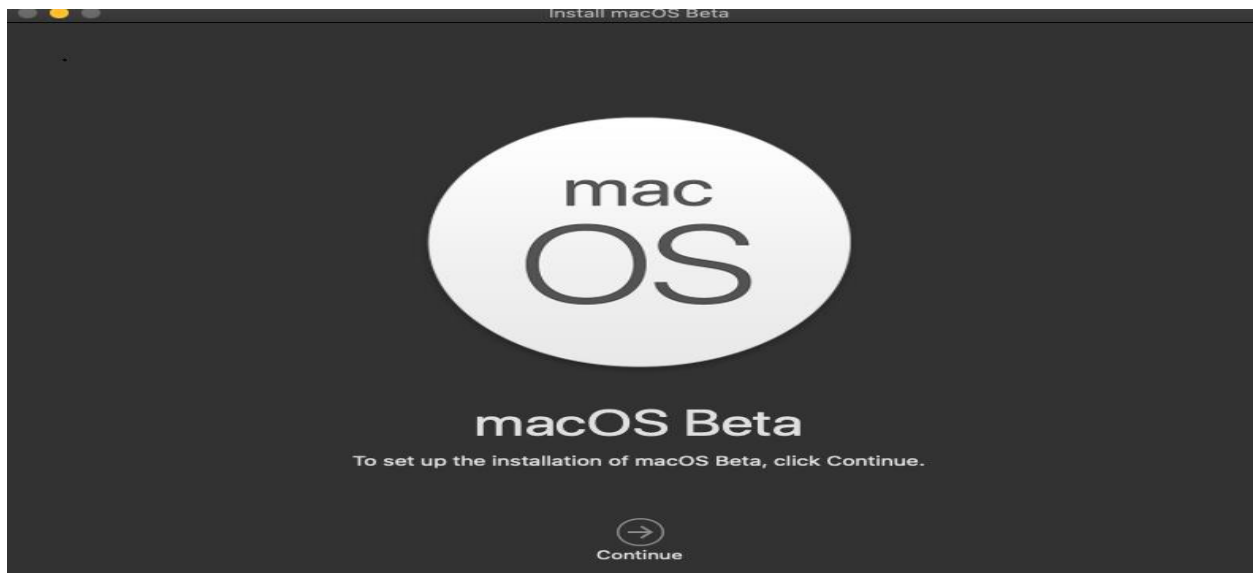 Install macOS Beta
mac
OS
macOS Beta
To set up the installation of macOS Beta, click Continue.
Continue